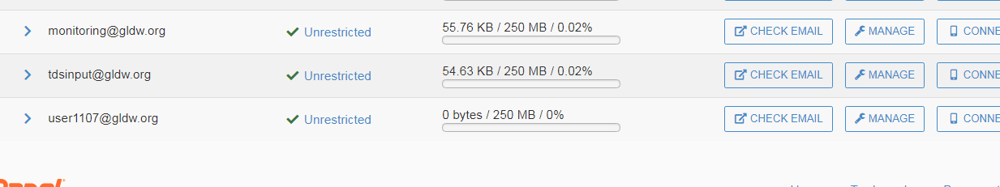 monitoring@gldw.org Unrestricted 55.76 KB / 250 MB / 0.02% CHECK EMAIL MANAGE CONNE
tdsinput@gldw.org Unrestricted 54.63 KB / 250 MB / 0.02% CHECK EMAIL MANAGE CONNE
user1107@gldw.org Unrestricted 0 bytes / 250 MB / 0% CHECK EMAIL MANAGE CONNE